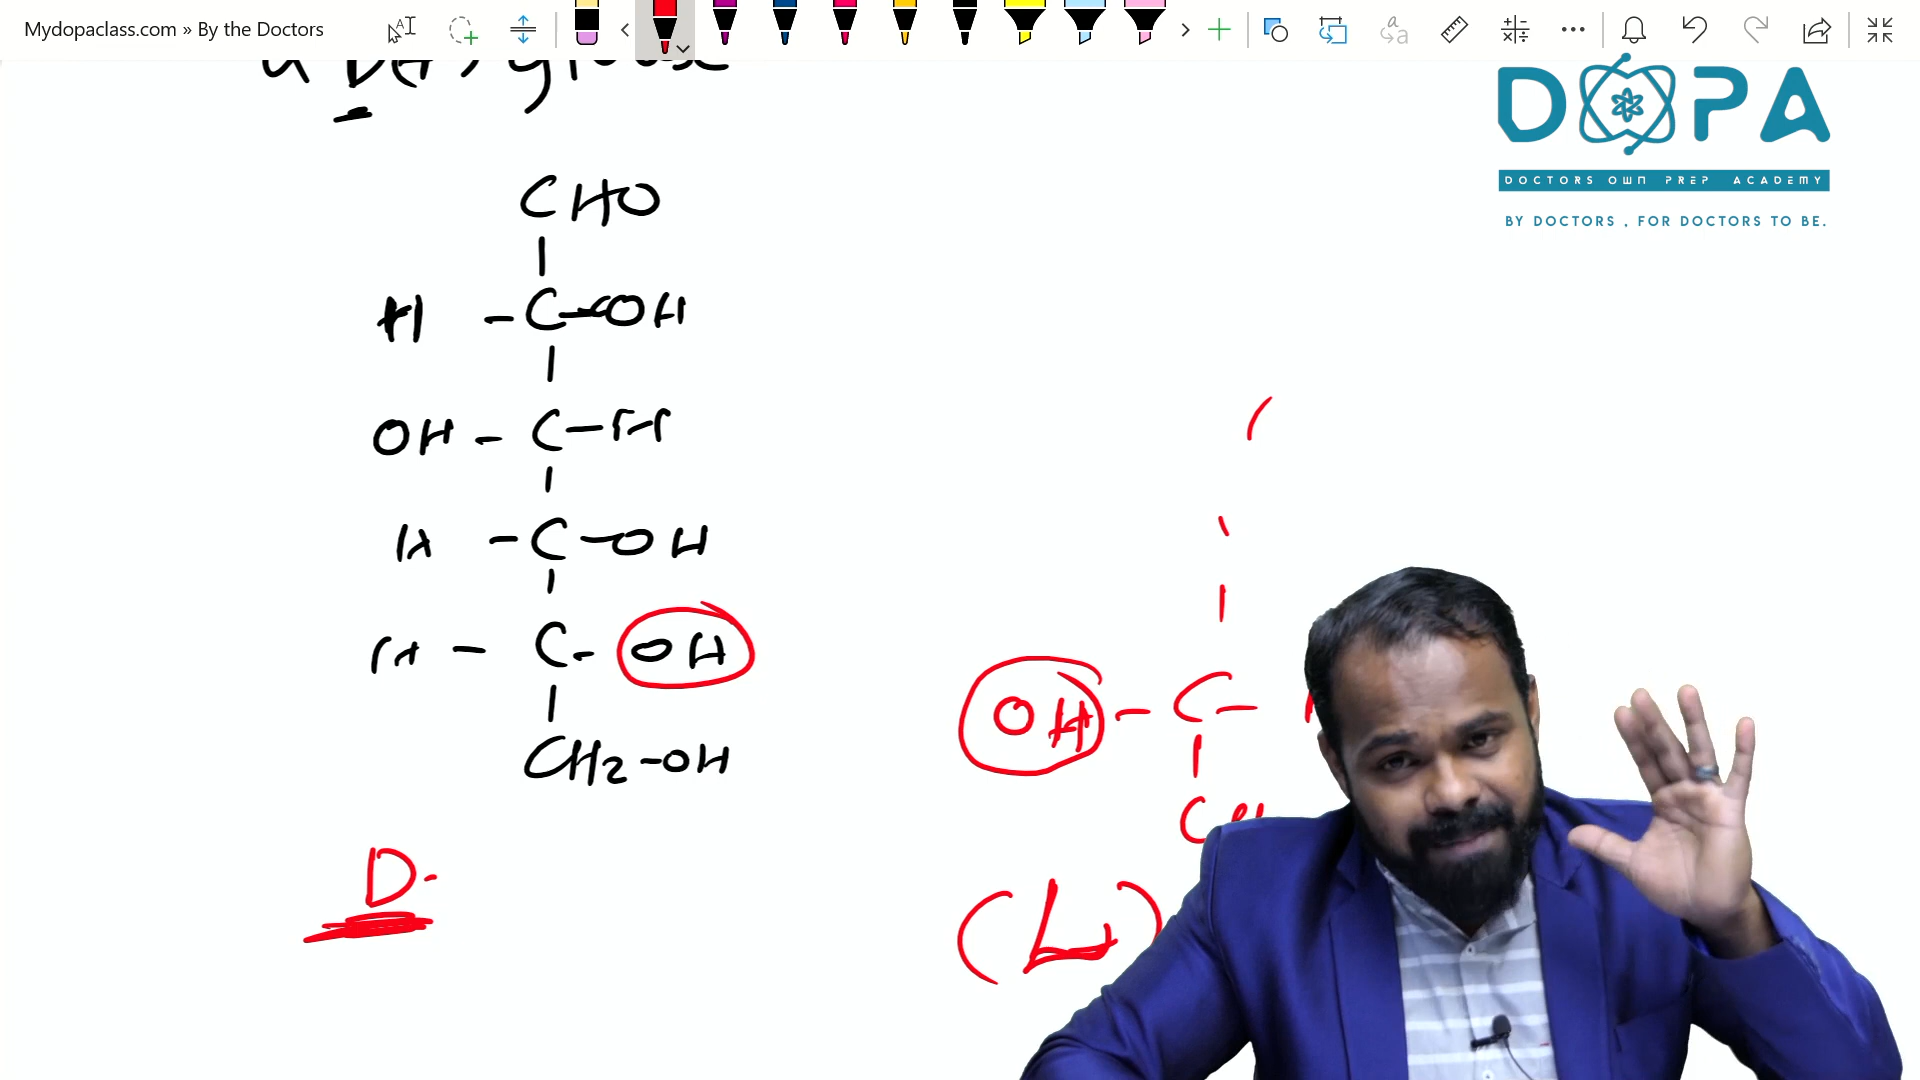 Mydopaclass.com » By the Doctors
DOPA
DOCTORS OWN PREP ACADEMY
BY DOCTORS , FOR DOCTORS TO BE.
CHO
H - C - OH
OH - C - H
H - C - OH
H - C - OH
CH2 - OH
D -
OH - C -
C
(L)